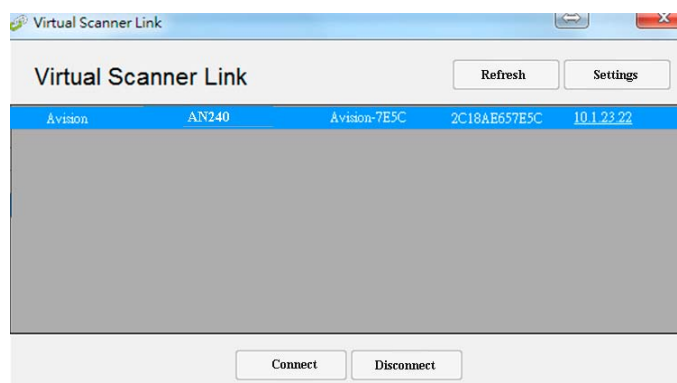 Virtual Scanner Link
Virtual Scanner Link Refresh Settings
Avision AN240 Avision-7E5C 2C18AE657E5C 10.1.23.22
Connect Disconnect